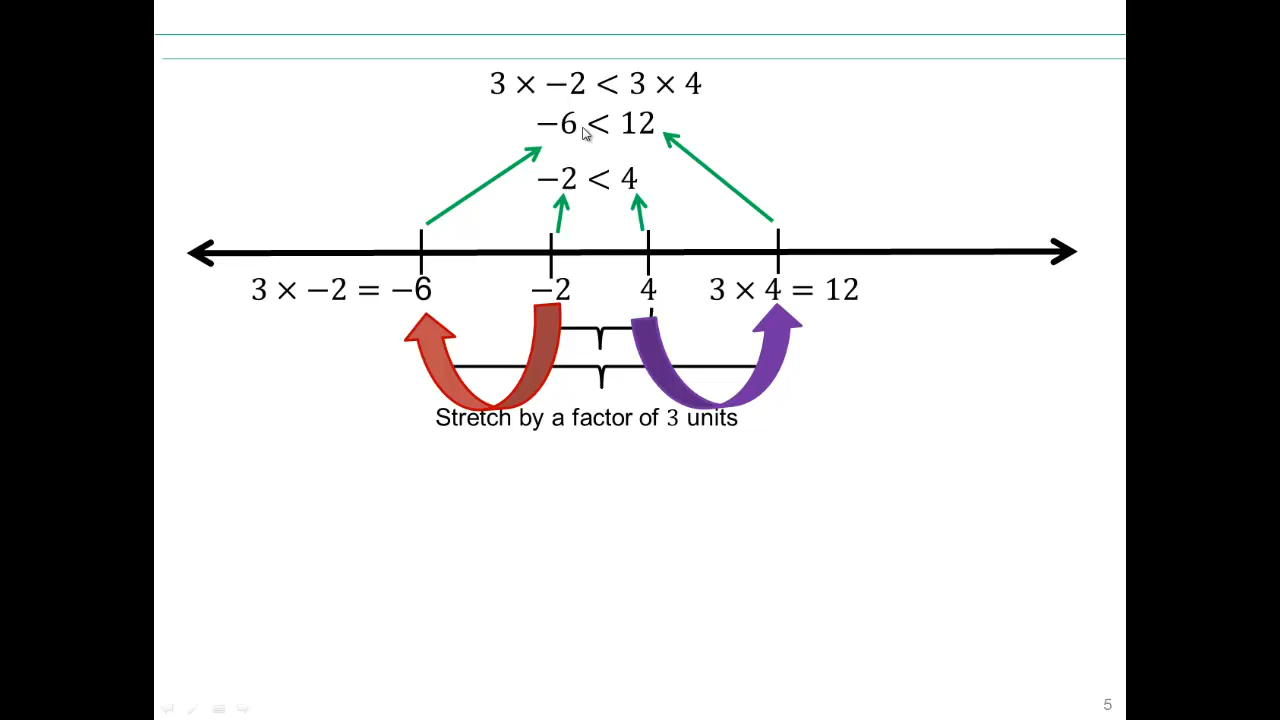 3 × −2 < 3 × 4
−6 < 12
−2 < 4
3 × −2 = −6 −2 4 3 × 4 = 12
Stretch by a factor of 3 units
5